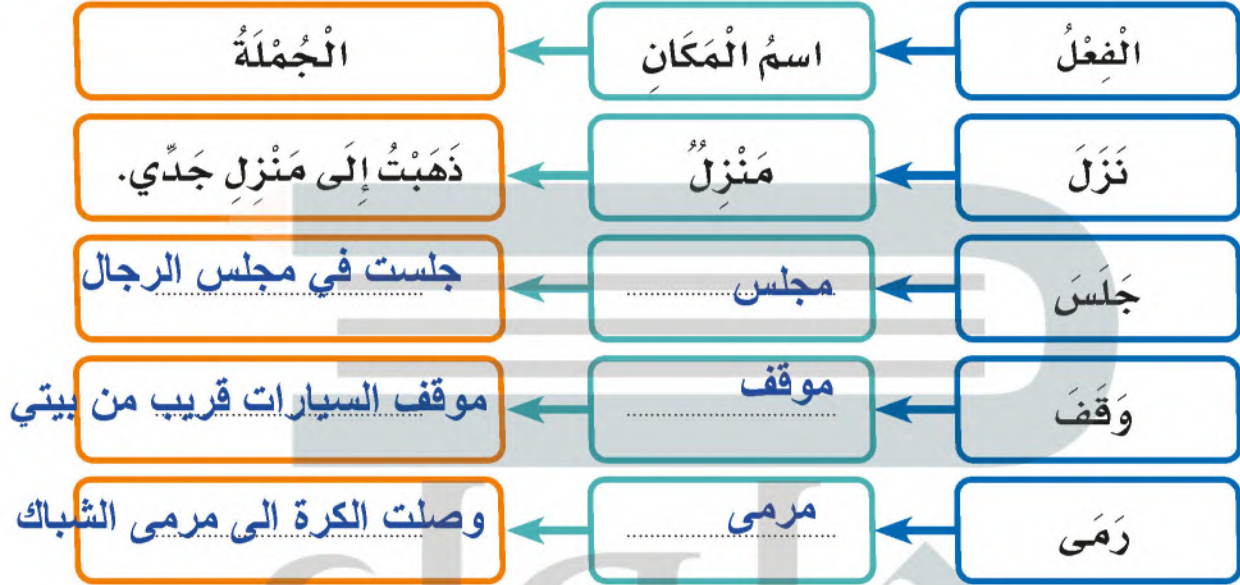 الْفِعْلُ اسمُ الْمَكَانِ الْجُمْلَةُ
نَزَلَ مَنْزِلٌ ذَهَبْتُ إِلَى مَنْزِلِ جَدِّي.
جَلَسَ مجلس جلست في مجلس الرجال
وَقَفَ موقف موقف السيارات قريب من بيتي
رَمَى مرمى وصلت الكرة الى مرمى الشباك